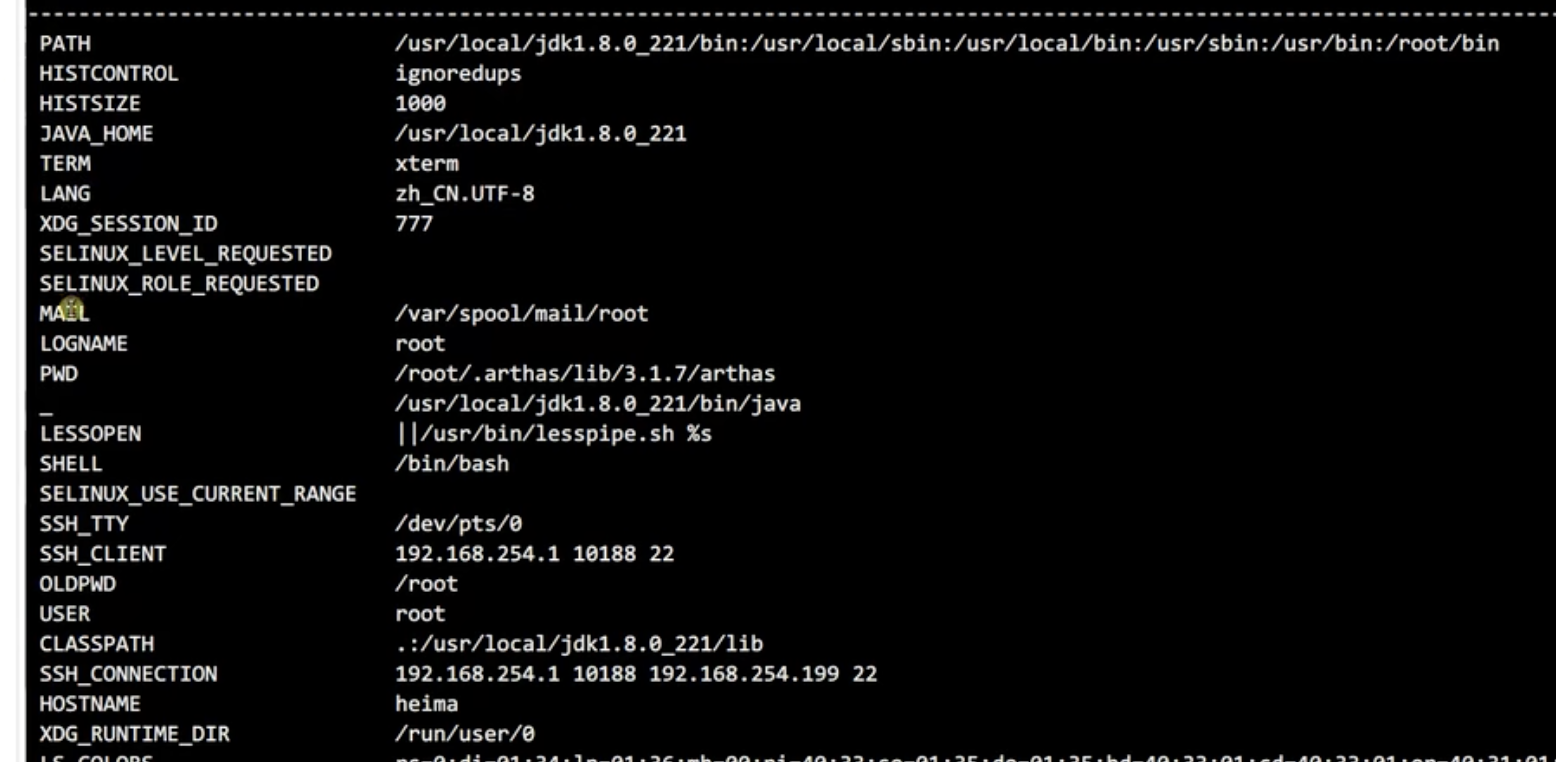 PATH /usr/local/jdk1.8.0_221/bin:/usr/local/sbin:/usr/local/bin:/usr/sbin:/usr/bin:/root/bin
HISTCONTROL ignoredups
HISTSIZE 1000
JAVA_HOME /usr/local/jdk1.8.0_221
TERM xterm
LANG zh_CN.UTF-8
XDG_SESSION_ID 777
SELINUX_LEVEL_REQUESTED
SELINUX_ROLE_REQUESTED
MAIL /var/spool/mail/root
LOGNAME root
PWD /root/.arthas/lib/3.1.7/arthas
_ /usr/local/jdk1.8.0_221/bin/java
LESSOPEN ||/usr/bin/lesspipe.sh %s
SHELL /bin/bash
SELINUX_USE_CURRENT_RANGE
SSH_TTY /dev/pts/0
SSH_CLIENT 192.168.254.1 10188 22
OLDPWD /root
USER root
CLASSPATH .:/usr/local/jdk1.8.0_221/lib
SSH_CONNECTION 192.168.254.1 10188 192.168.254.199 22
HOSTNAME heima
XDG_RUNTIME_DIR /run/user/0
LS_COLORS